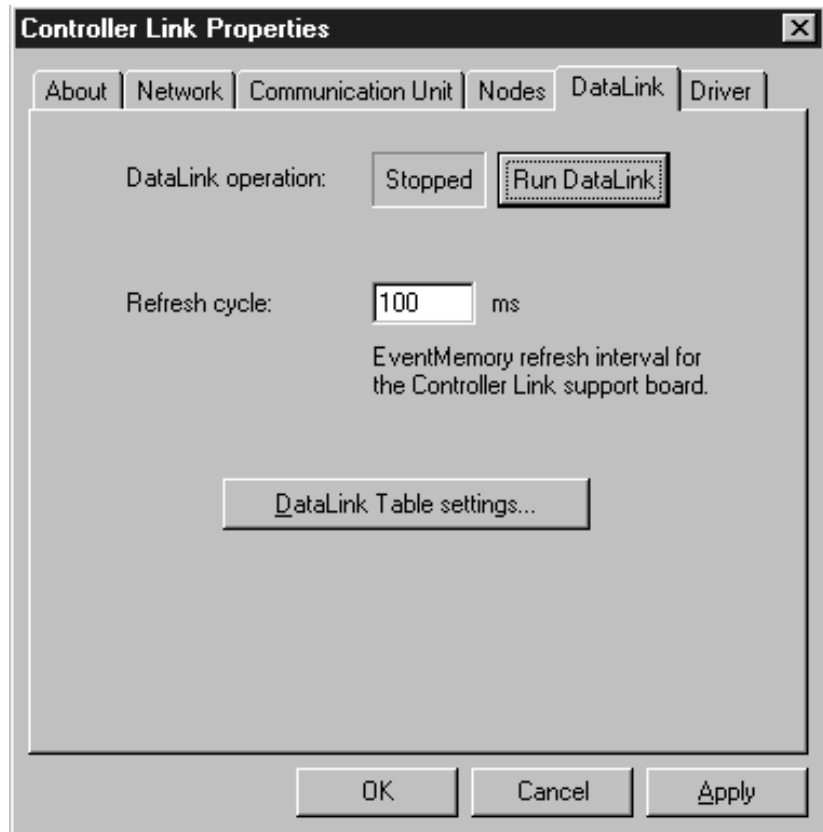 Controller Link Properties
About Network Communication Unit Nodes DataLink Driver
DataLink operation: Stopped Run DataLink
Refresh cycle: 100 ms
EventMemory refresh interval for
the Controller Link support board.
DataLink Table settings...
OK Cancel Apply